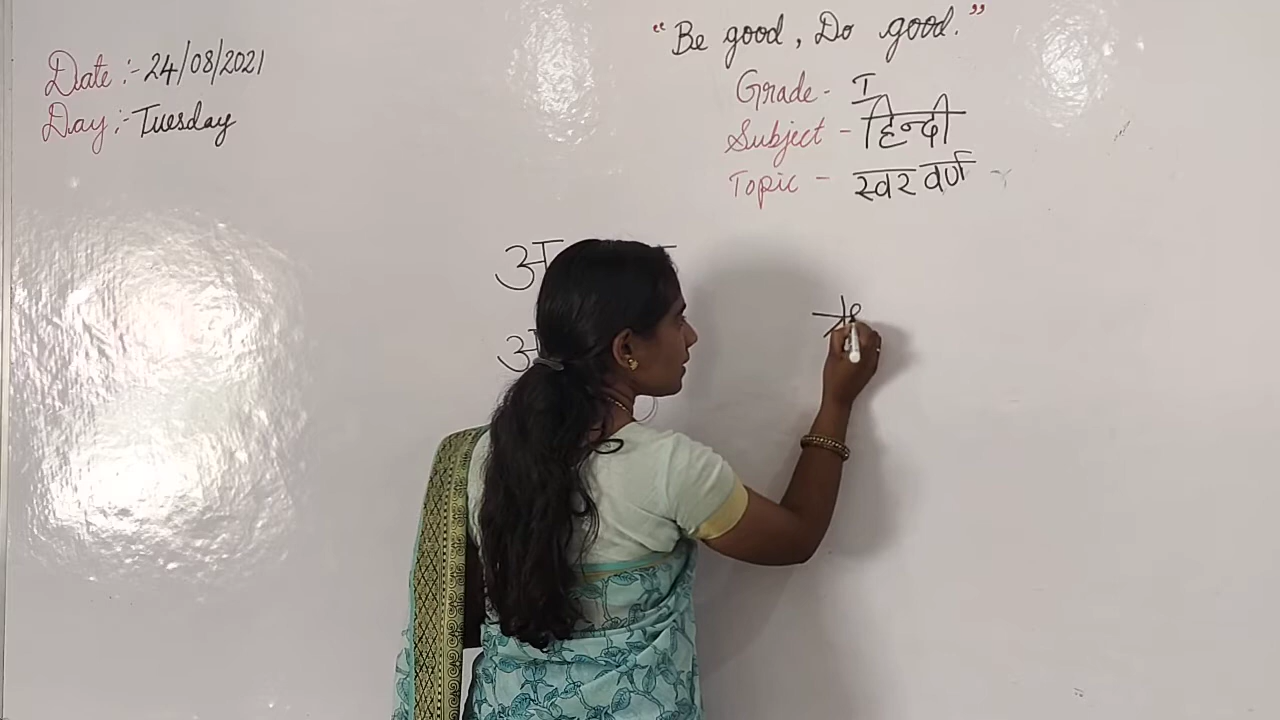 Date :- 24/08/2021
Day :- Tuesday
“Be good, Do good.”
Grade - I
Subject - हिन्दी
Topic - स्वर वर्ण
अ